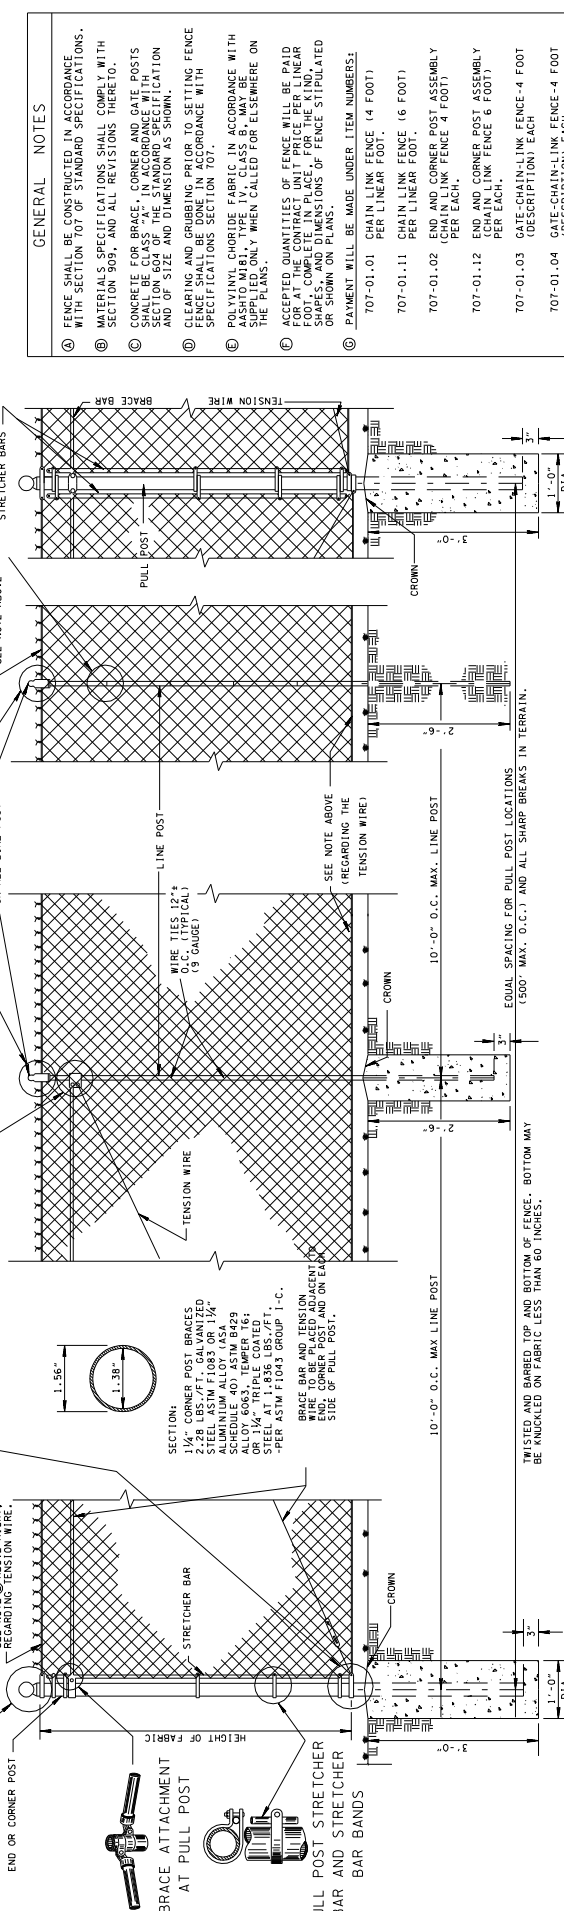 GENERAL NOTES
Ⓐ FENCE SHALL BE CONSTRUCTED IN ACCORDANCE
WITH SECTION 707 OF STANDARD SPECIFICATIONS.
Ⓑ MATERIALS SPECIFICATIONS SHALL COMPLY WITH
SECTION 909, AND ALL REVISIONS THERETO.
Ⓒ CONCRETE FOR BRACE, CORNER AND GATE POSTS
SHALL BE CLASS "A" IN ACCORDANCE WITH
SECTION 604 OF THE STANDARD SPECIFICATION
AND OF SIZE AND DIMENSION AS SHOWN.
Ⓓ CLEARING AND GRUBBING PRIOR TO SETTING FENCE
FENCE SHALL BE DONE IN ACCORDANCE WITH
SPECIFICATIONS SECTION 707.
Ⓔ POLYVINYL CHORIDE FABRIC IN ACCORDANCE WITH
AASHTO M181, TYPE IV, CLASS B, MAY BE
SUPPLIED ONLY WHEN CALLED FOR ELSEWHERE ON
THE PLANS.
Ⓕ ACCEPTED QUANTITIES OF FENCE WILL BE PAID
FOR AT THE CONTRACT UNIT PRICE PER LINEAR
FOOT, COMPLETE IN PLACE, FOR THE KIND,
SHAPES, AND DIMENSIONS OF FENCE STIPULATED
OR SHOWN ON PLANS.
Ⓖ PAYMENT WILL BE MADE UNDER ITEM NUMBERS:
707-01.01 CHAIN LINK FENCE (4 FOOT)
PER LINEAR FOOT.
707-01.11 CHAIN LINK FENCE (6 FOOT)
PER LINEAR FOOT.
707-01.02 END AND CORNER POST ASSEMBLY
(CHAIN LINK FENCE 4 FOOT)
PER EACH.
707-01.12 END AND CORNER POST ASSEMBLY
(CHAIN LINK FENCE 6 FOOT)
PER EACH.
707-01.03 GATE-CHAIN-LINK FENCE-4 FOOT
(DESCRIPTION) EACH
707-01.04 GATE-CHAIN-LINK FENCE-4 FOOT
(DESCRIPTION) EACH
STRETCHER BARS
BRACE BAR
TENSION WIRE
PULL POST
CROWN
3'-0"
3"
1'-0"
DIA.
SEE NOTE ABOVE
LINE POST
SEE NOTE ABOVE
(REGARDING THE
TENSION WIRE)
2'-6"
10'-0" O.C. MAX. LINE POST
EQUAL SPACING FOR PULL POST LOCATIONS
(500' MAX. O.C.) AND ALL SHARP BREAKS IN TERRAIN.
WIRE TIES 12"±
O.C. (TYPICAL)
(9 GAUGE)
CROWN
3"
2'-6"
TENSION WIRE
1.56"
1.38"
SECTION:
1¼" CORNER POST BRACES
2.28 LBS./FT. GALVANIZED
STEEL ASTM F1083 OR 1¼"
ALUMINIUM ALLOY (ASA
SCHEDULE 40) ASTM B429
ALLOY 6063, TEMPER T6;
OR 1¼" TRIPLE COATED
STEEL AT 1.836 LBS./FT.
-PER ASTM F1043 GROUP I-C.
BRACE BAR AND TENSION
WIRE TO BE PLACED ADJACENT TO
END, CORNER POST AND ON EACH
SIDE OF PULL POST.
10'-0" O.C. MAX LINE POST
TWISTED AND BARBED TOP AND BOTTOM OF FENCE. BOTTOM MAY
BE KNUCKLED ON FABRIC LESS THAN 60 INCHES.
REGARDING TENSION WIRE.
END OR CORNER POST
STRETCHER BAR
HEIGHT OF FABRIC
CROWN
3'-0"
3"
1'-0"
DIA.
BRACE ATTACHMENT
AT PULL POST
PULL POST STRETCHER
BAR AND STRETCHER
BAR BANDS